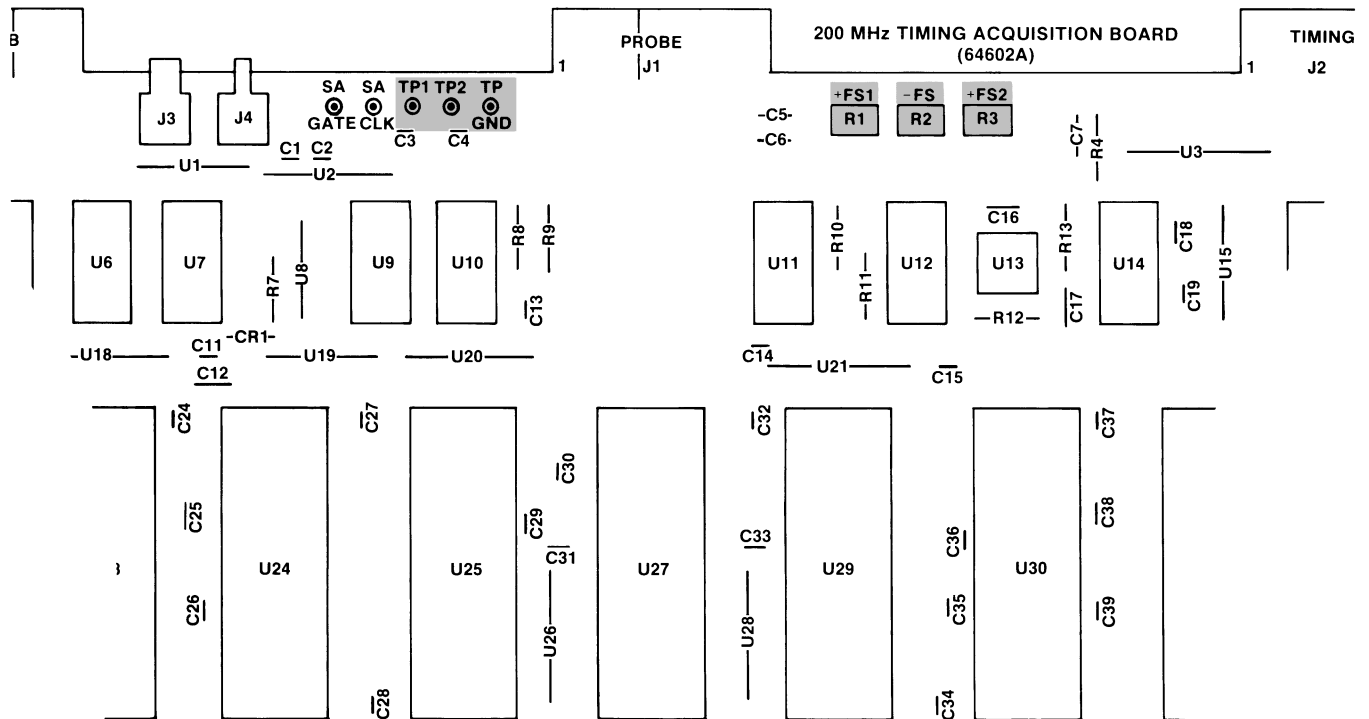 B
PROBE
J1
1
200 MHz TIMING ACQUISITION BOARD
(64602A)
TIMING
J2
1
J3
J4
SA
GATE
SA
CLK
TP1
TP2
TP
GND
C3
C4
-C5-
-C6-
+FS1
R1
-FS
R2
+FS2
R3
-C7-
R4
U3
C1
C2
U1
U2
U6
U7
R7
U8
U9
U10
R8
R9
C13
U11
R10
R11
U12
C16
U13
R12
R13
C17
U14
C18
C19
U15
-CR1-
U18
C11
C12
U19
U20
C14
U21
C15
C24
C25
C26
U24
C27
C28
U25
C30
C29
C31
U26
U27
C32
C33
U28
U29
C36
C35
C34
U30
C37
C38
C39